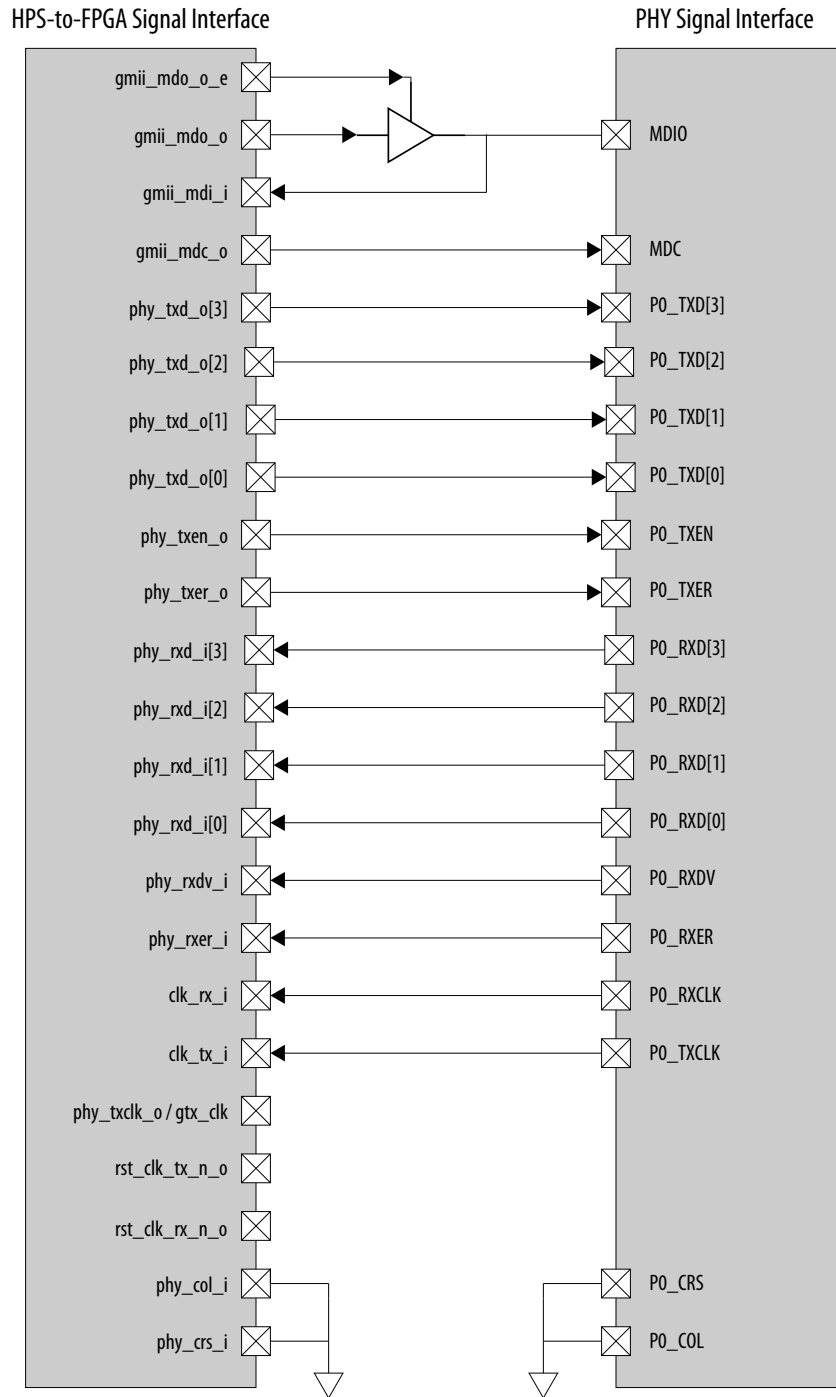 HPS-to-FPGA Signal Interface
PHY Signal Interface
gmii_mdo_o_e
gmii_mdo_o
MDIO
gmii_mdi_i
gmii_mdc_o
MDC
phy_txd_o[3]
P0_TXD[3]
phy_txd_o[2]
P0_TXD[2]
phy_txd_o[1]
P0_TXD[1]
phy_txd_o[0]
P0_TXD[0]
phy_txen_o
P0_TXEN
phy_txer_o
P0_TXER
phy_rxd_i[3]
P0_RXD[3]
phy_rxd_i[2]
P0_RXD[2]
phy_rxd_i[1]
P0_RXD[1]
phy_rxd_i[0]
P0_RXD[0]
phy_rxdv_i
P0_RXDV
phy_rxer_i
P0_RXER
clk_rx_i
P0_RXCLK
clk_tx_i
P0_TXCLK
phy_txclk_o / gtx_clk
rst_clk_tx_n_o
rst_clk_rx_n_o
phy_col_i
P0_CRS
phy_crs_i
P0_COL